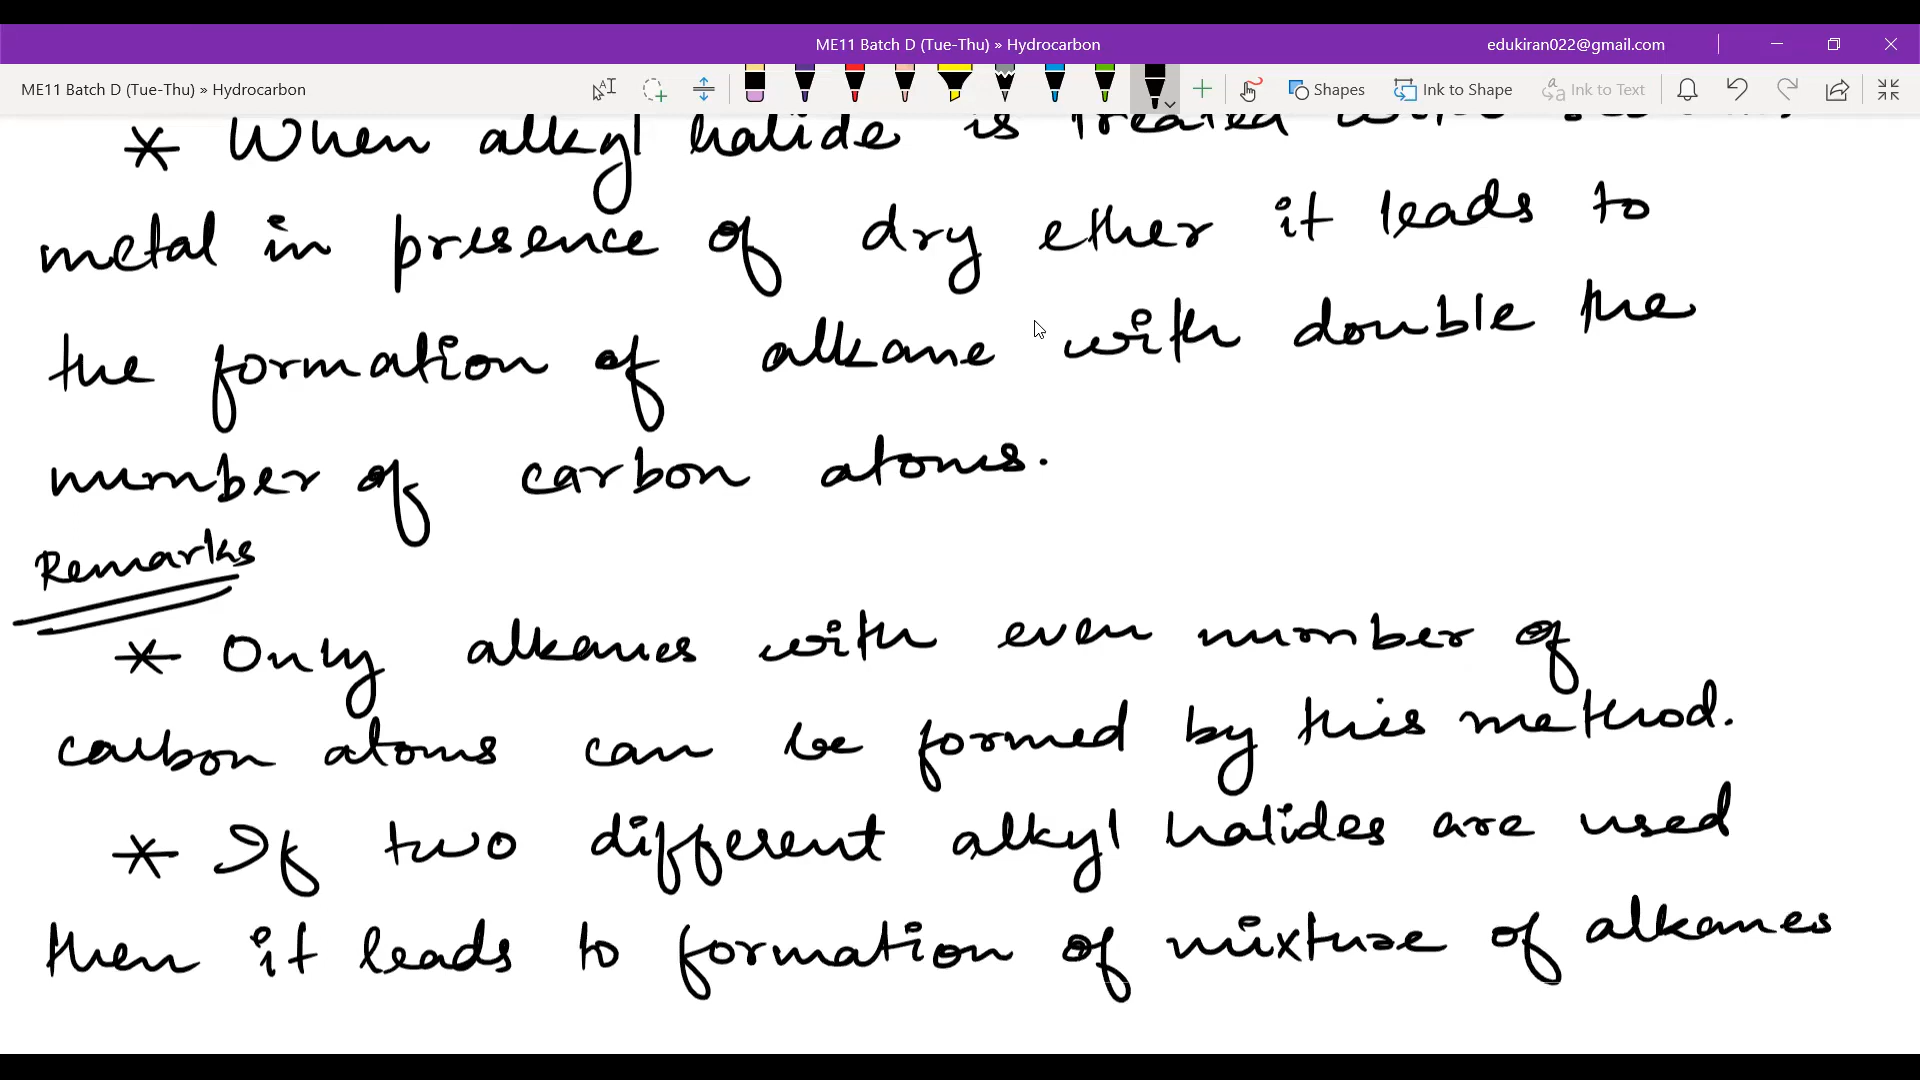 ME11 Batch D (Tue-Thu) » Hydrocarbon edukiran022@gmail.com
ME11 Batch D (Tue-Thu) » Hydrocarbon Shapes Ink to Shape Ink to Text
* When alkyl halide is treated with
metal in presence of dry ether it leads to
the formation of alkane with double the
number of carbon atoms.
Remarks
* Only alkanes with even number of
carbon atoms can be formed by this method.
* If two different alkyl halides are used
then it leads to formation of mixture of alkanes